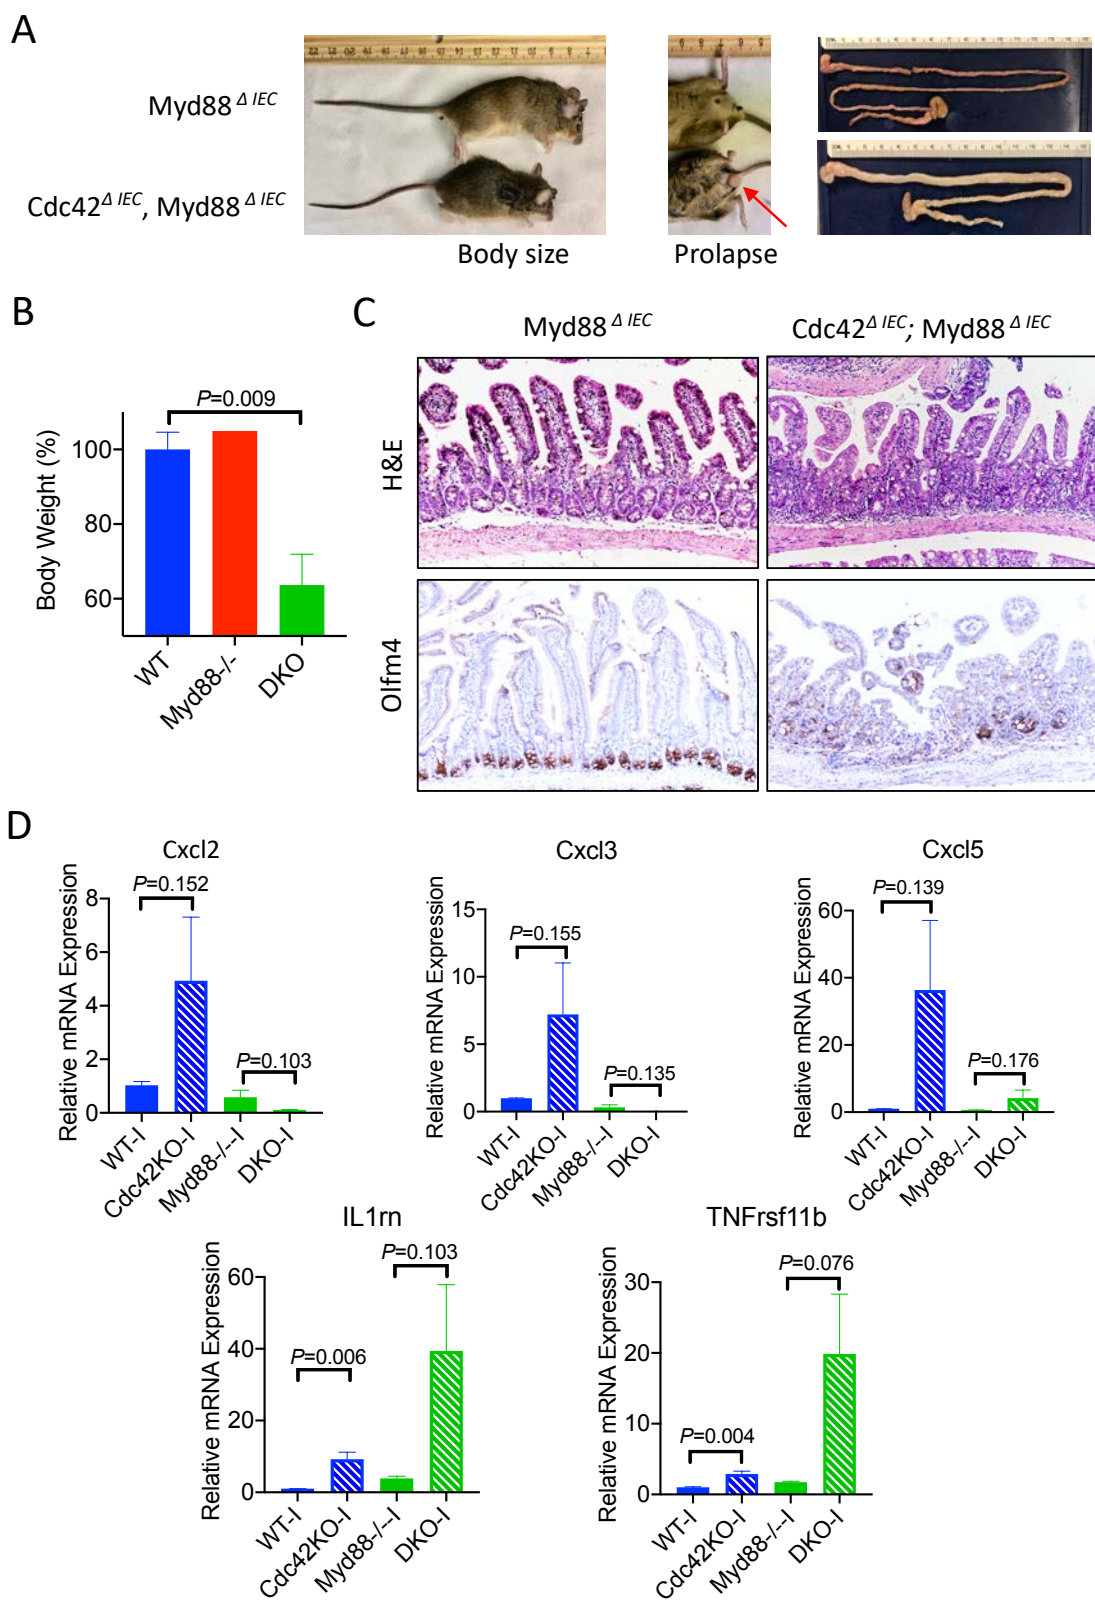 A
Myd88 Δ IEC
Cdc42Δ IEC, Myd88 Δ IEC
Body size
Prolapse
B
P=0.009
Body Weight (%)
100
80
60
WT
Myd88-/-
DKO
C
Myd88 Δ IEC
Cdc42Δ IEC; Myd88 Δ IEC
H&E
Olfm4
D
Cxcl2
Relative mRNA Expression
8
6
4
2
0
P=0.152
P=0.103
WT-I
Cdc42KO-I
Myd88-/--I
DKO-I
Cxcl3
Relative mRNA Expression
15
10
5
0
P=0.155
P=0.135
WT-I
Cdc42KO-I
Myd88-/--I
DKO-I
Cxcl5
Relative mRNA Expression
60
40
20
0
P=0.139
P=0.176
WT-I
Cdc42KO-I
Myd88-/--I
DKO-I
IL1rn
Relative mRNA Expression
60
40
20
0
P=0.006
P=0.103
WT-I
Cdc42KO-I
Myd88-/--I
DKO-I
TNFrsf11b
Relative mRNA Expression
30
20
10
0
P=0.004
P=0.076
WT-I
Cdc42KO-I
Myd88-/--I
DKO-I